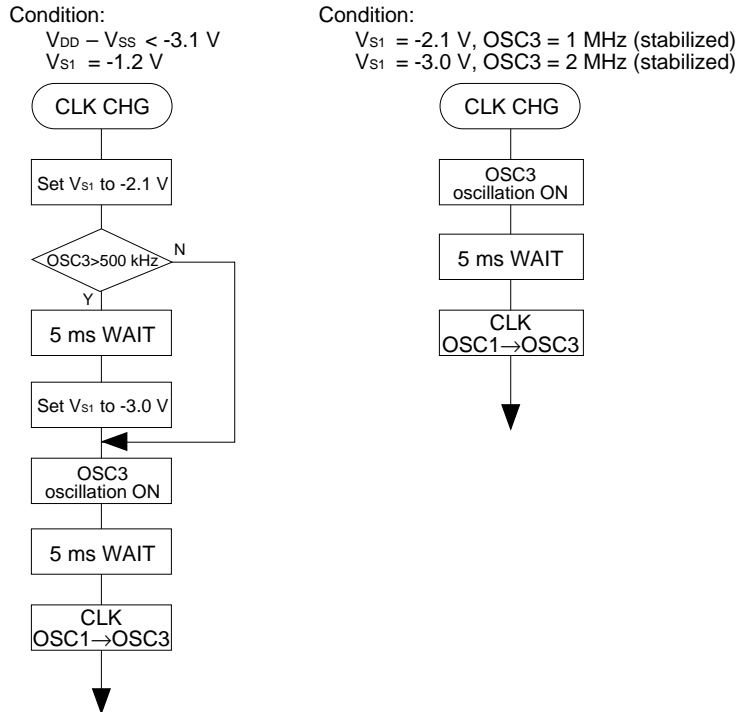 Condition:
VDD – VSS < -3.1 V
VS1 = -1.2 V
CLK CHG
Set VS1 to -2.1 V
OSC3>500 kHz
N
Y
5 ms WAIT
Set VS1 to -3.0 V
OSC3
oscillation ON
5 ms WAIT
CLK
OSC1→OSC3
Condition:
VS1 = -2.1 V, OSC3 = 1 MHz (stabilized)
VS1 = -3.0 V, OSC3 = 2 MHz (stabilized)
CLK CHG
OSC3
oscillation ON
5 ms WAIT
CLK
OSC1→OSC3